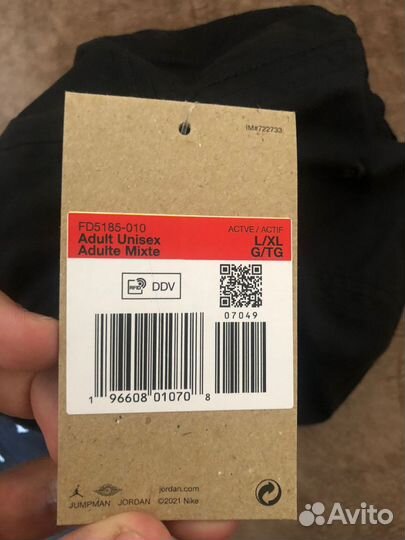 IM#722733
FD5185-010 ACTVE / ACTIF
Adult Unisex L/XL
Adulte Mixte G/TG
RFID DDV
07049
1 96608 01070 8
jordan.com
JUMPMAN JORDAN ©2021 Nike
Avito